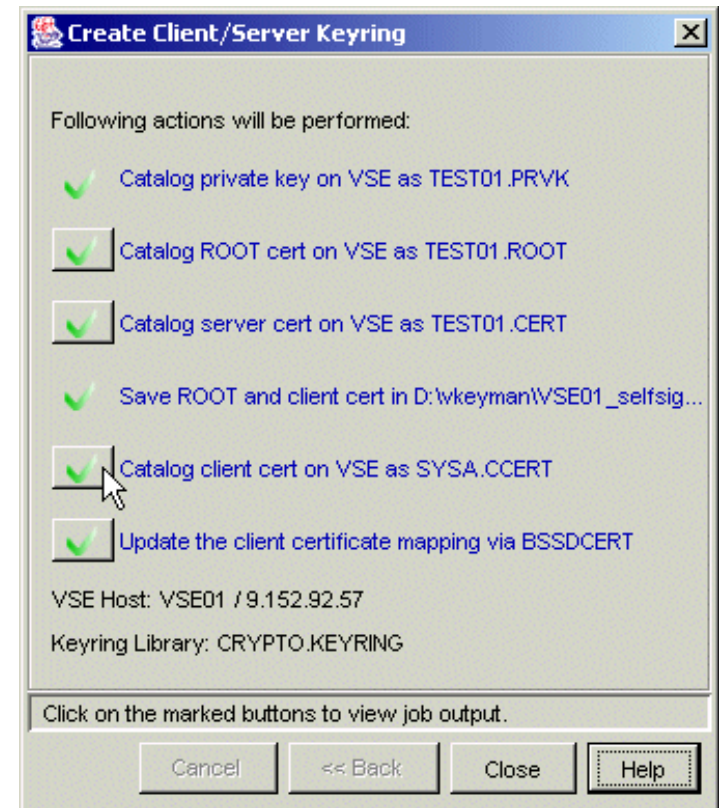 Create Client/Server Keyring
Following actions will be performed:
Catalog private key on VSE as TEST01.PRVK
Catalog ROOT cert on VSE as TEST01.ROOT
Catalog server cert on VSE as TEST01.CERT
Save ROOT and client cert in D:\vkeyman\VSE01_selfsig...
Catalog client cert on VSE as SYSA.CCERT
Update the client certificate mapping via BSSDCERT
VSE Host: VSE01 / 9.152.92.57
Keyring Library: CRYPTO.KEYRING
Click on the marked buttons to view job output.
Cancel << Back Close Help